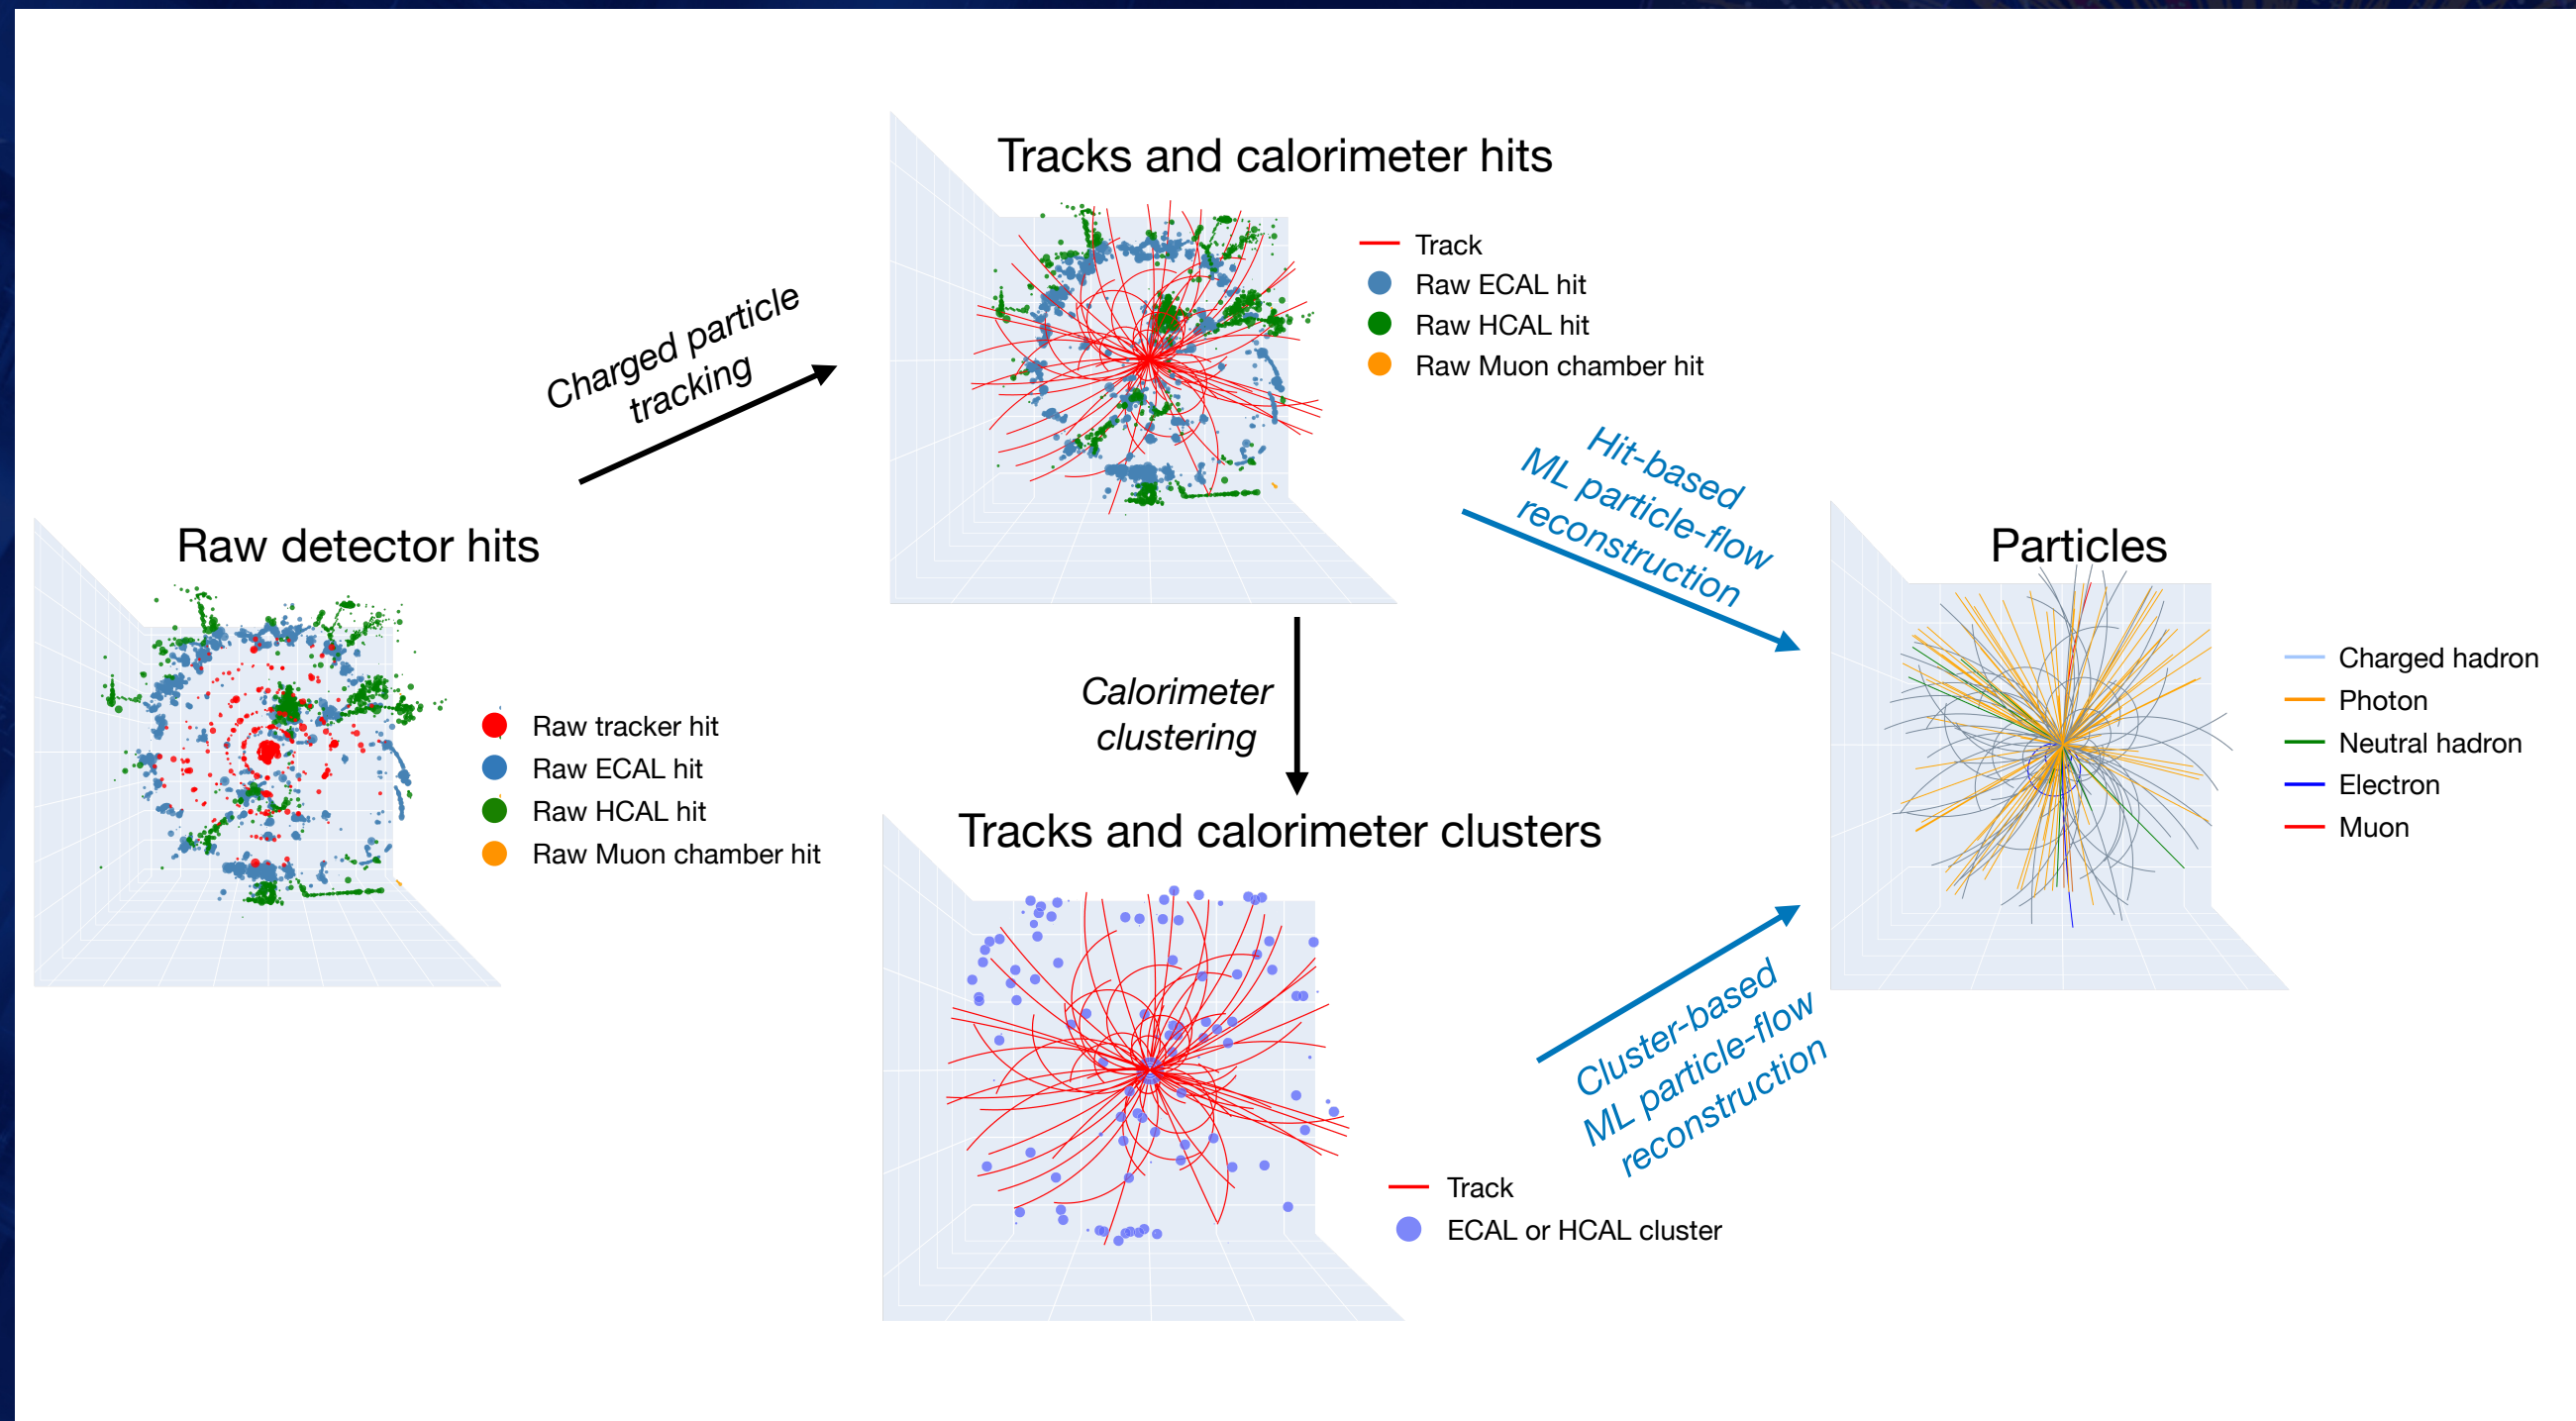 Tracks and calorimeter hits
Track
Raw ECAL hit
Raw HCAL hit
Raw Muon chamber hit
Charged particle
tracking
Hit-based
ML particle-flow
reconstruction
Raw detector hits
Raw tracker hit
Raw ECAL hit
Raw HCAL hit
Raw Muon chamber hit
Calorimeter
clustering
Particles
Charged hadron
Photon
Neutral hadron
Electron
Muon
Tracks and calorimeter clusters
Track
ECAL or HCAL cluster
Cluster-based
ML particle-flow
reconstruction